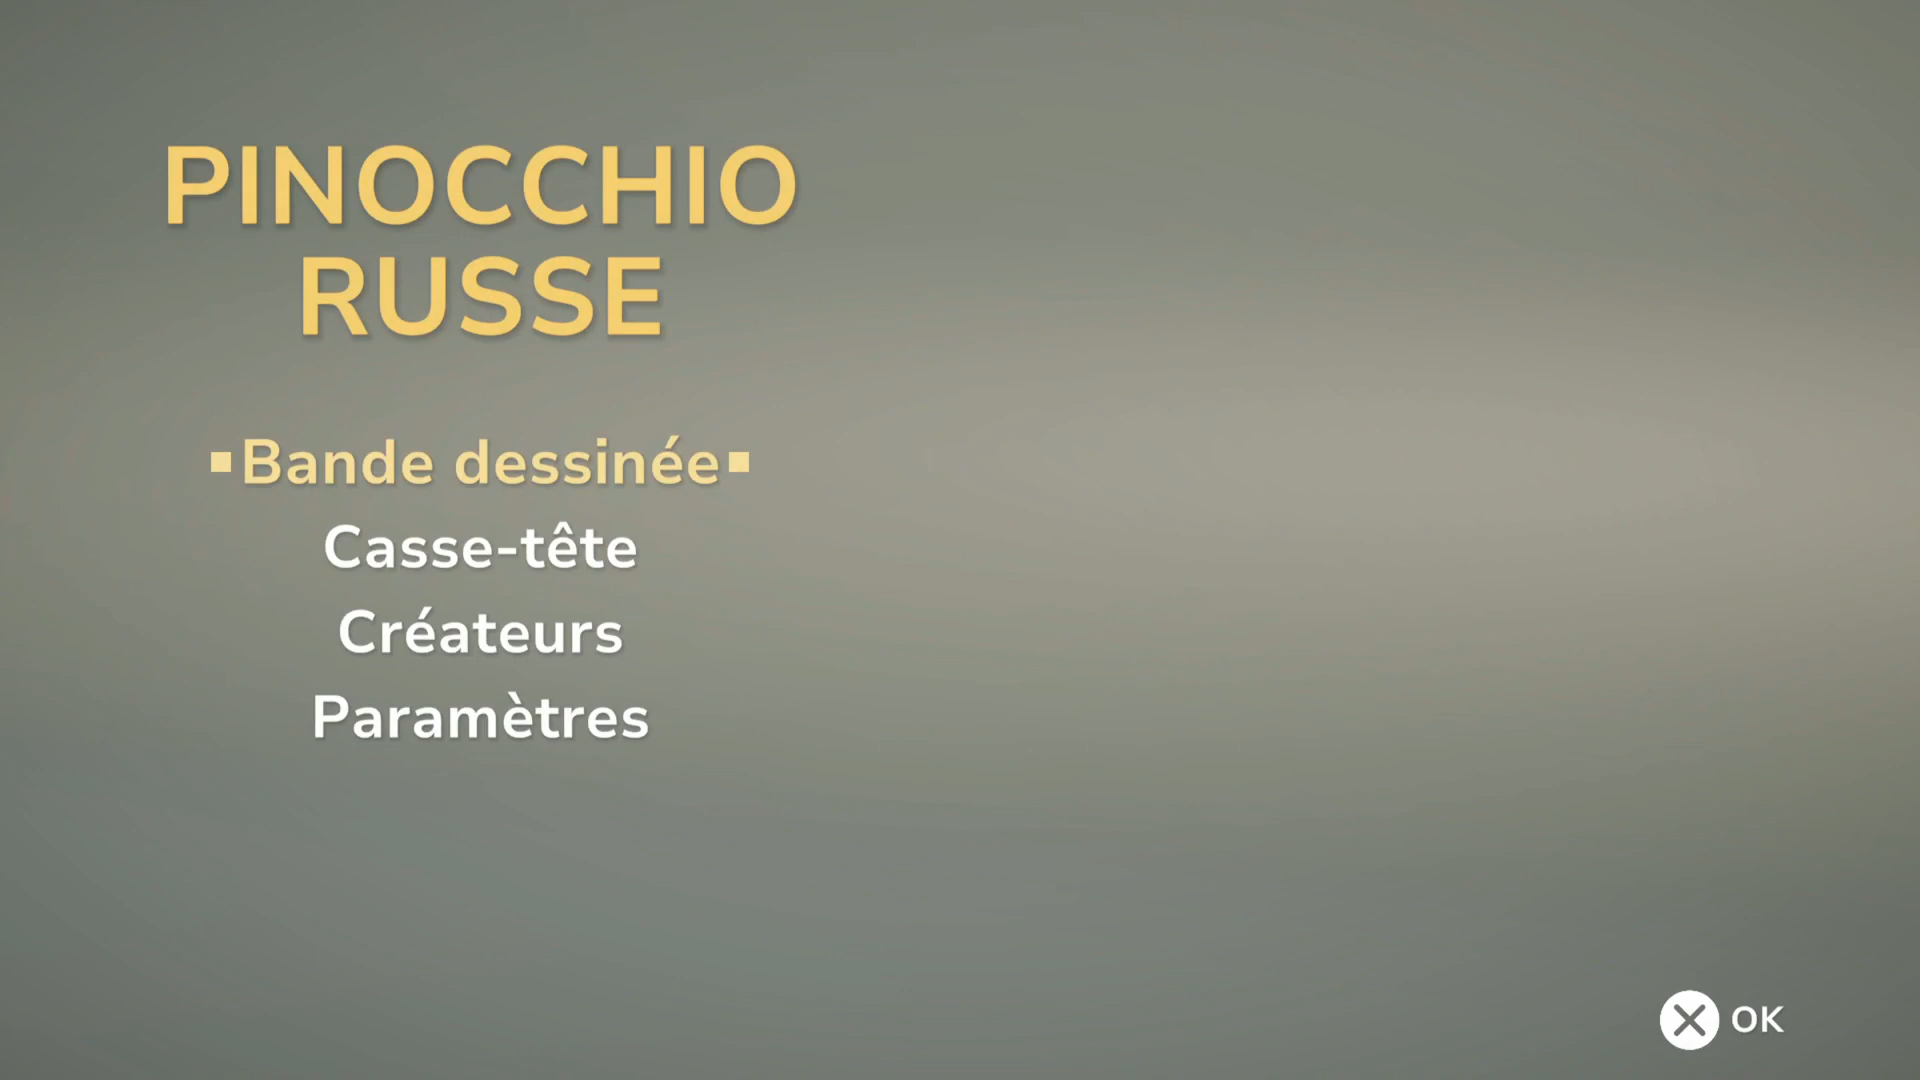 PINOCCHIO
RUSSE
Bande dessinée
Casse-tête
Créateurs
Paramètres
OK